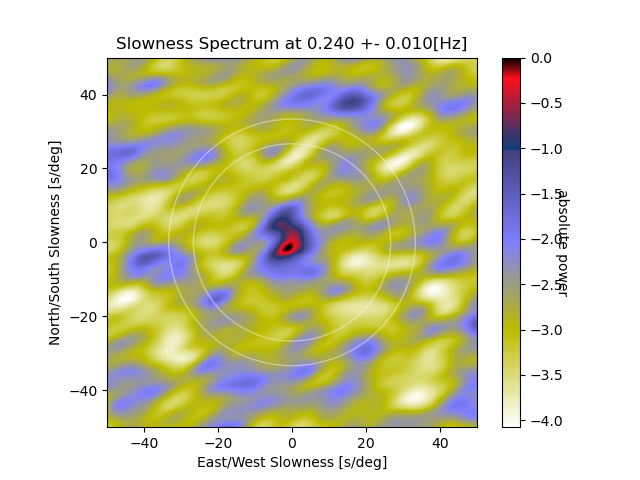 Slowness Spectrum at 0.240 +- 0.010[Hz]
North/South Slowness [s/deg]
40
20
0
−20
−40
−40 −20 0 20 40
East/West Slowness [s/deg]
0.0
−0.5
−1.0
−1.5
−2.0
−2.5
−3.0
−3.5
−4.0
absolute power